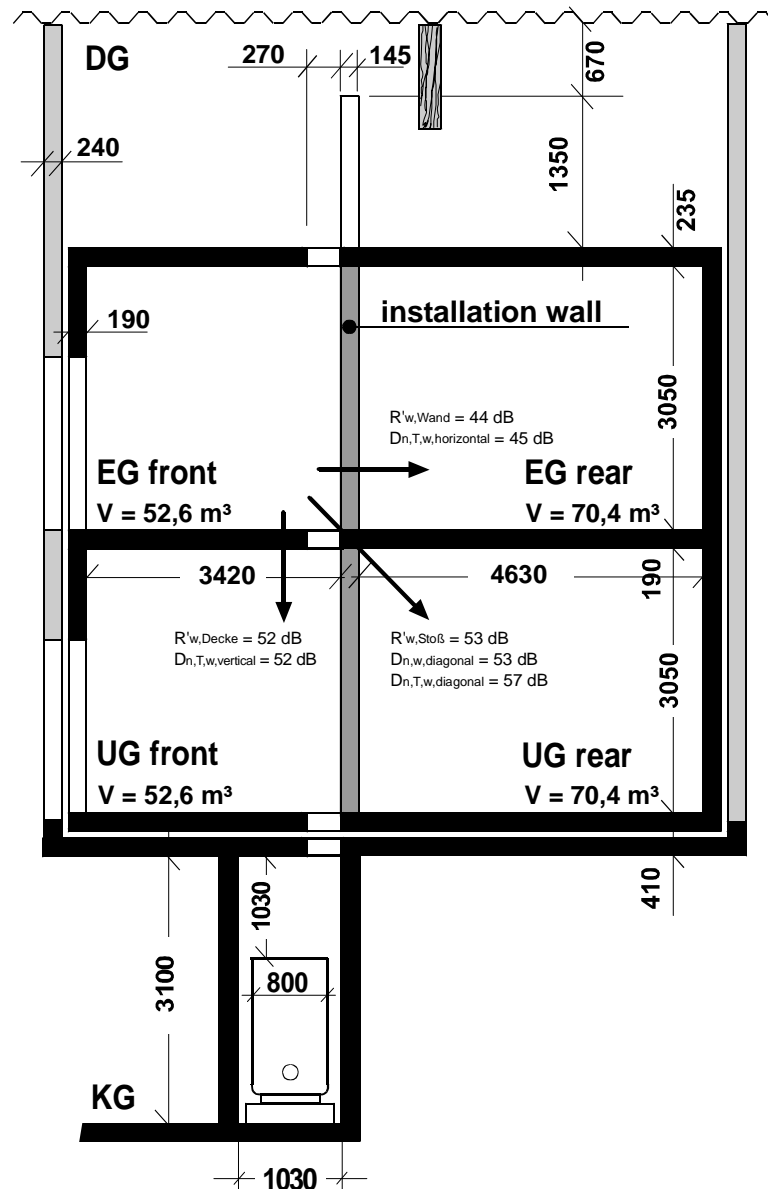 DG
270
145
670
240
1350
235
installation wall
190
3050
R'w,Wand = 44 dB
Dn,T,w,horizontal = 45 dB
EG front
V = 52,6 m³
EG rear
V = 70,4 m³
3420
4630
190
R'w,Decke = 52 dB
Dn,T,w,vertical = 52 dB
R'w,Stoß = 53 dB
Dn,w,diagonal = 53 dB
Dn,T,w,diagonal = 57 dB
3050
UG front
V = 52,6 m³
UG rear
V = 70,4 m³
1030
410
3100
800
KG
1030